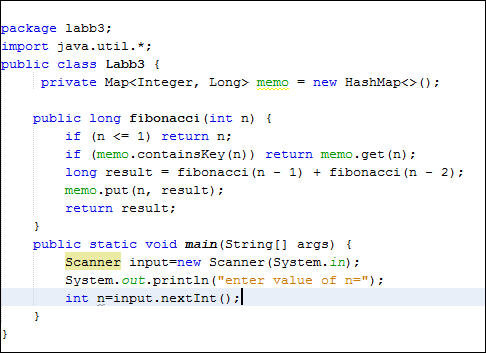 package labb3;
import java.util.*;
public class Labb3 {
private Map<Integer, Long> memo = new HashMap<>();
public long fibonacci(int n) {
if (n <= 1) return n;
if (memo.containsKey(n)) return memo.get(n);
long result = fibonacci(n - 1) + fibonacci(n - 2);
memo.put(n, result);
return result;
}
public static void main(String[] args) {
Scanner input=new Scanner(System.in);
System.out.println("enter value of n=");
int n=input.nextInt();
}
}